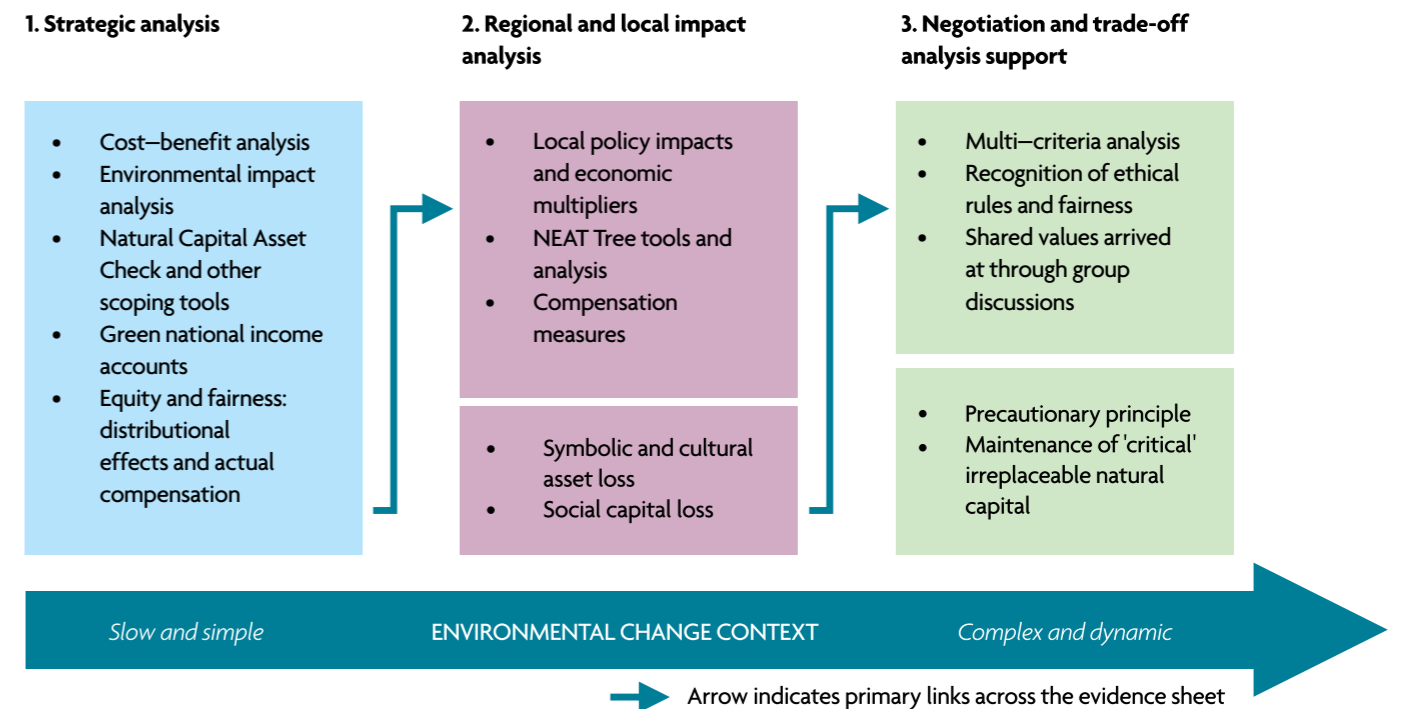 1. Strategic analysis
• Cost–benefit analysis
• Environmental impact
analysis
• Natural Capital Asset
Check and other
scoping tools
• Green national income
accounts
• Equity and fairness:
distributional
effects and actual
compensation
2. Regional and local impact
analysis
• Local policy impacts
and economic
multipliers
• NEAT Tree tools and
analysis
• Compensation
measures
• Symbolic and cultural
asset loss
• Social capital loss
3. Negotiation and trade-off
analysis support
• Multi–criteria analysis
• Recognition of ethical
rules and fairness
• Shared values arrived
at through group
discussions
• Precautionary principle
• Maintenance of 'critical'
irreplaceable natural
capital
Slow and simple
ENVIRONMENTAL CHANGE CONTEXT
Complex and dynamic
Arrow indicates primary links across the evidence sheet